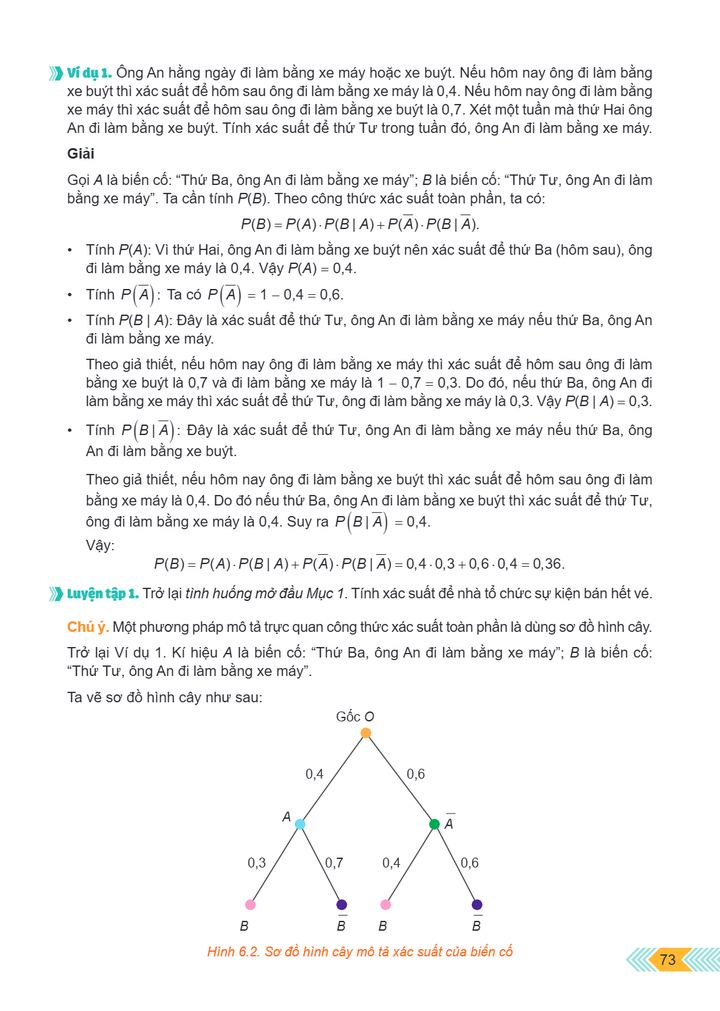 Ví dụ 1. Ông An hằng ngày đi làm bằng xe máy hoặc xe buýt. Nếu hôm nay ông đi làm bằng
xe buýt thì xác suất để hôm sau ông đi làm bằng xe máy là 0,4. Nếu hôm nay ông đi làm bằng
xe máy thì xác suất để hôm sau ông đi làm bằng xe buýt là 0,7. Xét một tuần mà thứ Hai ông
An đi làm bằng xe buýt. Tính xác suất để thứ Tư trong tuần đó, ông An đi làm bằng xe máy.
Giải
Gọi A là biến cố: “Thứ Ba, ông An đi làm bằng xe máy”; B là biến cố: “Thứ Tư, ông An đi làm
bằng xe máy”. Ta cần tính P(B). Theo công thức xác suất toàn phần, ta có:
P(B) = P(A) · P(B | A) + P(A̅) · P(B | A̅).
• Tính P(A): Vì thứ Hai, ông An đi làm bằng xe buýt nên xác suất để thứ Ba (hôm sau), ông
đi làm bằng xe máy là 0,4. Vậy P(A) = 0,4.
• Tính P(A̅): Ta có P(A̅) = 1 − 0,4 = 0,6.
• Tính P(B | A): Đây là xác suất để thứ Tư, ông An đi làm bằng xe máy nếu thứ Ba, ông An
đi làm bằng xe máy.
Theo giả thiết, nếu hôm nay ông đi làm bằng xe máy thì xác suất để hôm sau ông đi làm
bằng xe buýt là 0,7 và đi làm bằng xe máy là 1 − 0,7 = 0,3. Do đó, nếu thứ Ba, ông An đi
làm bằng xe máy thì xác suất để thứ Tư, ông đi làm bằng xe máy là 0,3. Vậy P(B | A) = 0,3.
• Tính P(B | A̅): Đây là xác suất để thứ Tư, ông An đi làm bằng xe máy nếu thứ Ba, ông
An đi làm bằng xe buýt.
Theo giả thiết, nếu hôm nay ông đi làm bằng xe buýt thì xác suất để hôm sau ông đi làm
bằng xe máy là 0,4. Do đó nếu thứ Ba, ông An đi làm bằng xe buýt thì xác suất để thứ Tư,
ông đi làm bằng xe máy là 0,4. Suy ra P(B | A̅) = 0,4.
Vậy:
P(B) = P(A) · P(B | A) + P(A̅) · P(B | A̅) = 0,4 · 0,3 + 0,6 · 0,4 = 0,36.
Luyện tập 1. Trở lại tình huống mở đầu Mục 1. Tính xác suất để nhà tổ chức sự kiện bán hết vé.
Chú ý. Một phương pháp mô tả trực quan công thức xác suất toàn phần là dùng sơ đồ hình cây.
Trở lại Ví dụ 1. Kí hiệu A là biến cố: “Thứ Ba, ông An đi làm bằng xe máy”; B là biến cố:
“Thứ Tư, ông An đi làm bằng xe máy”.
Ta vẽ sơ đồ hình cây như sau:
Gốc O
0,4 0,6
A A̅
0,3 0,7 0,4 0,6
B B̅ B B̅
Hình 6.2. Sơ đồ hình cây mô tả xác suất của biến cố
73